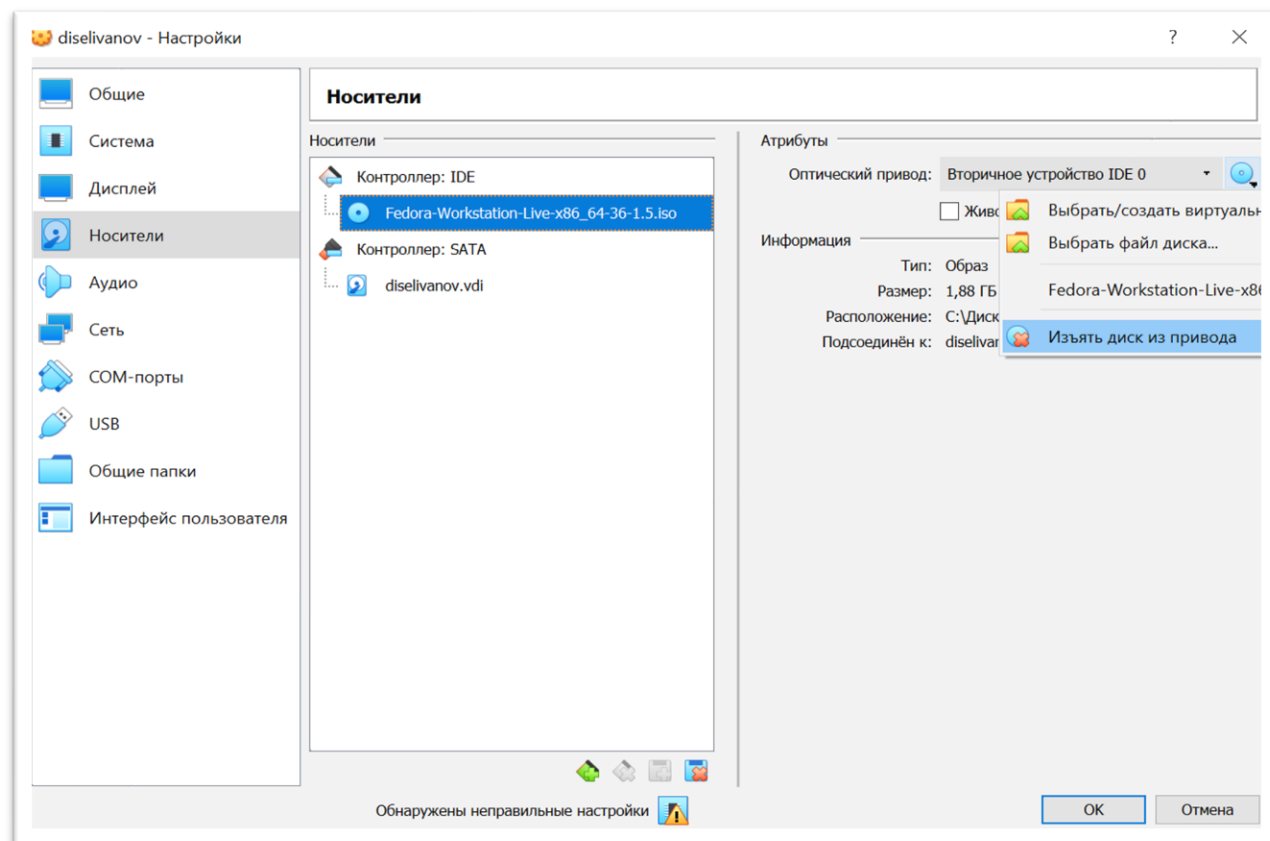 diselivanov - Настройки
?
Общие
Система
Дисплей
Носители
Аудио
Сеть
COM-порты
USB
Общие папки
Интерфейс пользователя
Носители
Носители
Контроллер: IDE
Fedora-Workstation-Live-x86_64-36-1.5.iso
Контроллер: SATA
diselivanov.vdi
Атрибуты
Оптический привод: Вторичное устройство IDE 0
Живо
Информация
Тип: Образ
Размер: 1,88 ГБ
Расположение: C:\Диск
Подсоединён к: diselivan
Выбрать/создать виртуальн
Выбрать файл диска...
Fedora-Workstation-Live-x86
Изъять диск из привода
Обнаружены неправильные настройки
OK
Отмена